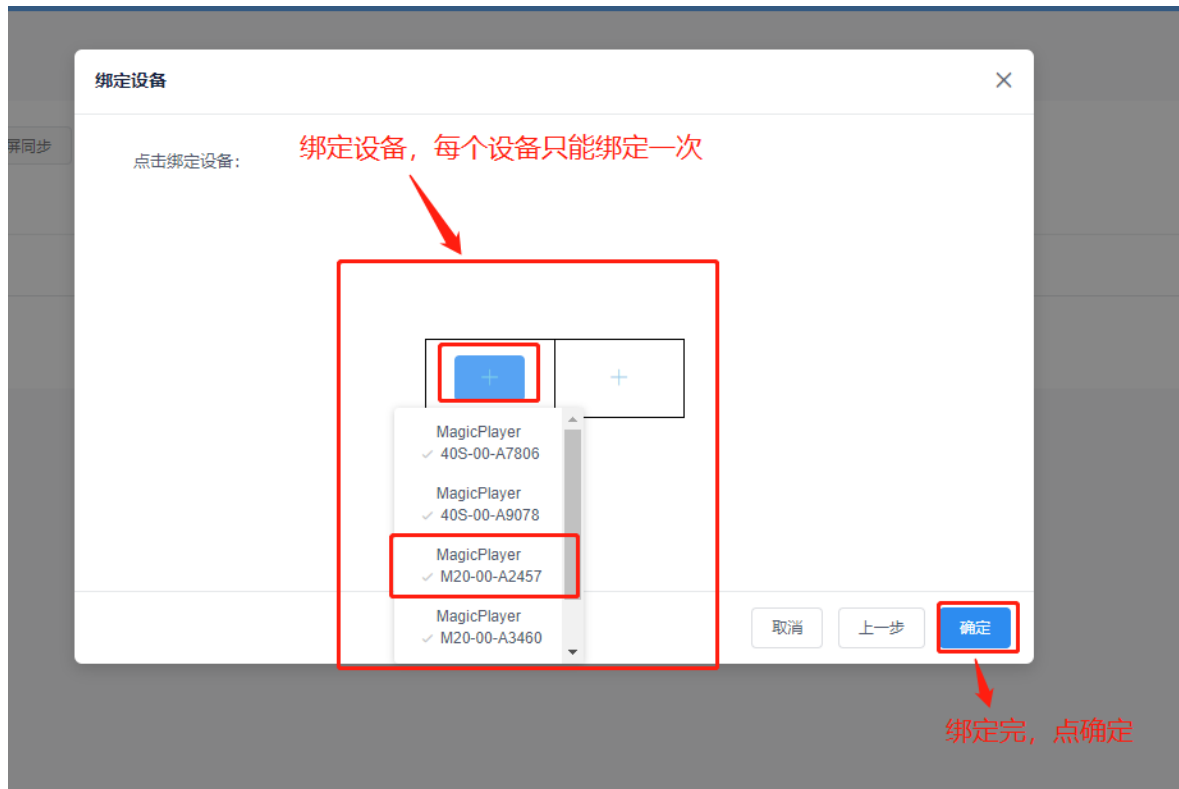 绑定设备
屏同步
点击绑定设备:
绑定设备，每个设备只能绑定一次
MagicPlayer
40S-00-A7806
MagicPlayer
40S-00-A9078
MagicPlayer
M20-00-A2457
MagicPlayer
M20-00-A3460
取消
上一步
确定
绑定完，点确定